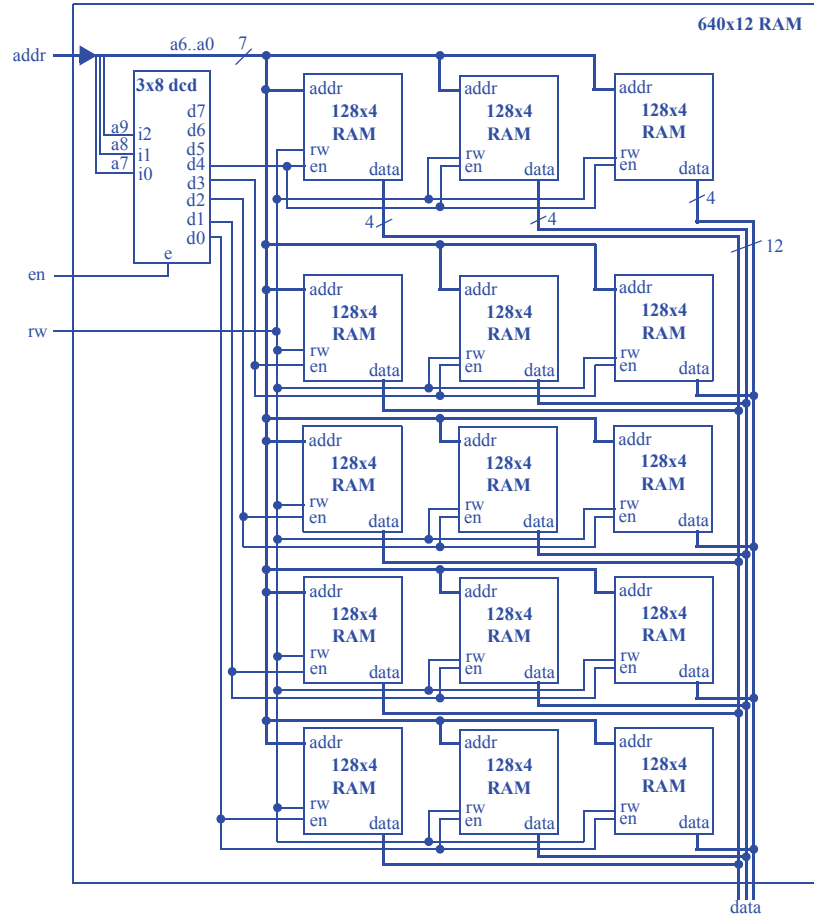 640x12 RAM
addr
a6..a0
7
3x8 dcd
d7
d6
d5
d4
d3
d2
d1
d0
a9
a8
a7
i2
i1
i0
e
en
rw
addr
128x4
RAM
rw
en
data
4
addr
128x4
RAM
rw
en
data
4
addr
128x4
RAM
rw
en
data
4
12
addr
128x4
RAM
rw
en
data
addr
128x4
RAM
rw
en
data
addr
128x4
RAM
rw
en
data
addr
128x4
RAM
rw
en
data
addr
128x4
RAM
rw
en
data
addr
128x4
RAM
rw
en
data
addr
128x4
RAM
rw
en
data
addr
128x4
RAM
rw
en
data
addr
128x4
RAM
rw
en
data
addr
128x4
RAM
rw
en
data
addr
128x4
RAM
rw
en
data
addr
128x4
RAM
rw
en
data
data